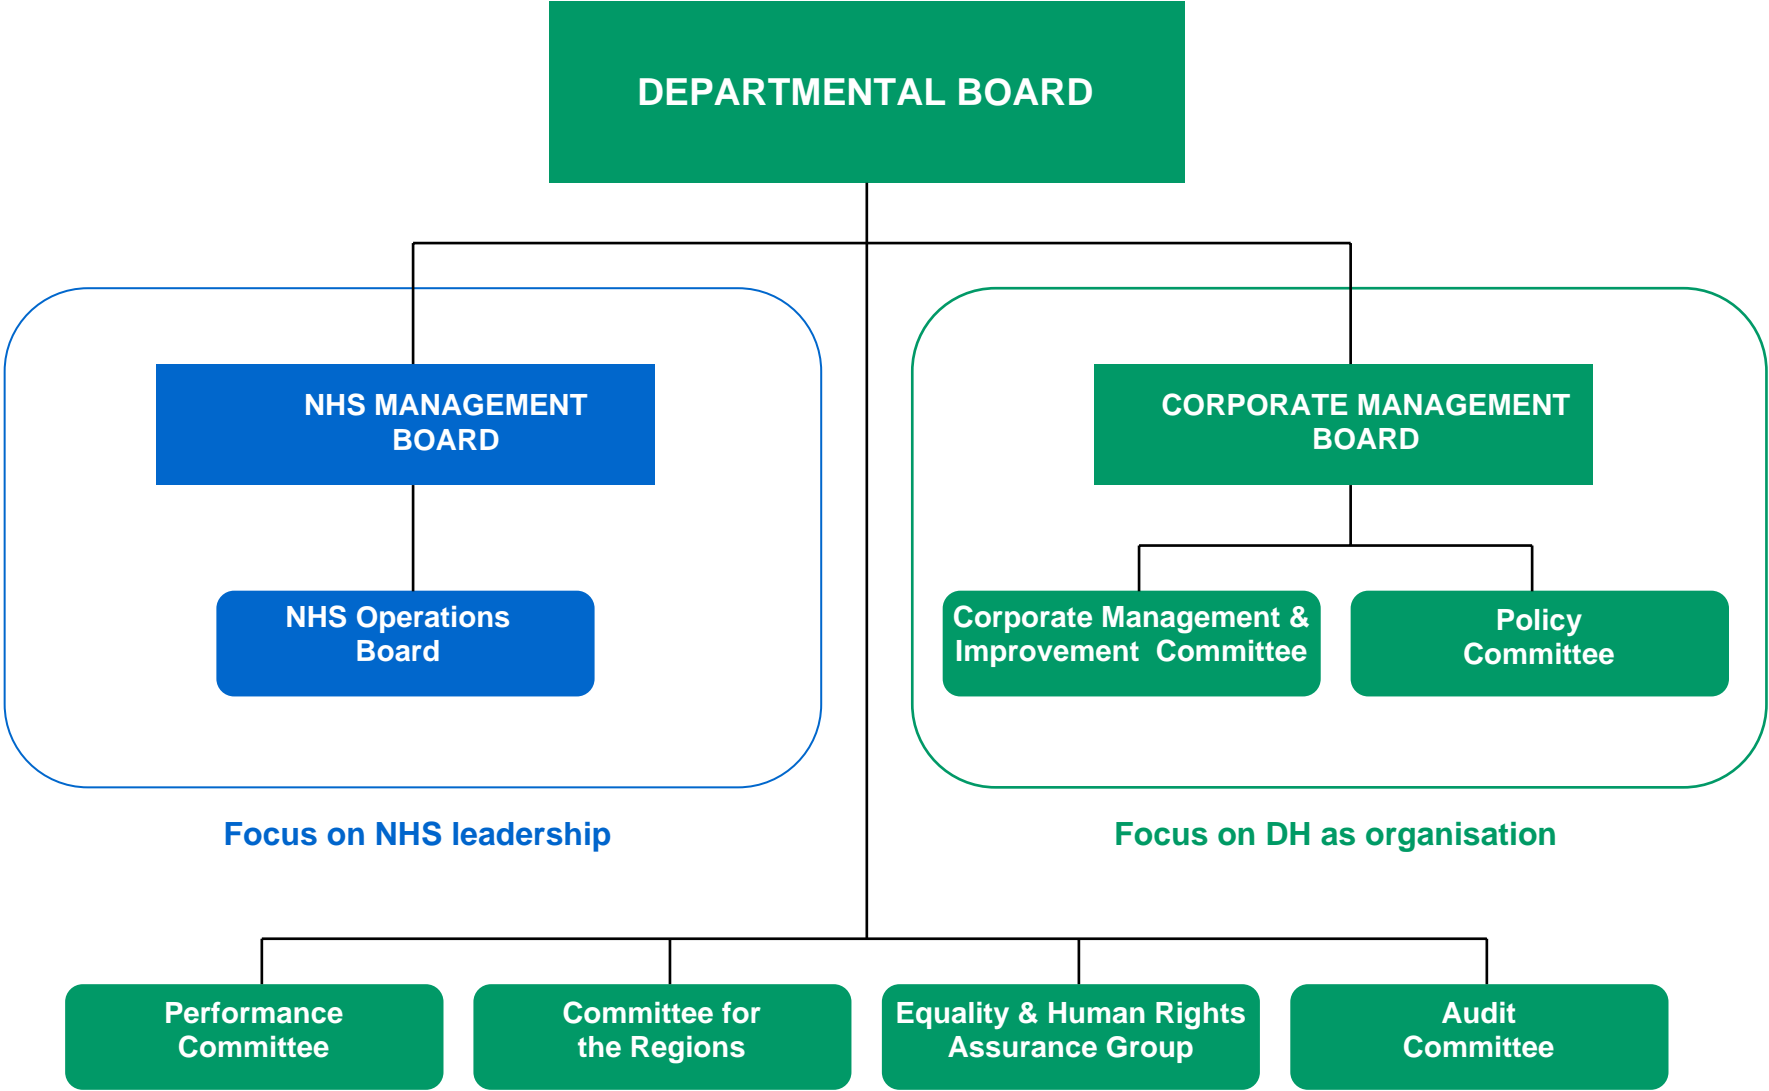 DEPARTMENTAL BOARD
NHS MANAGEMENT
BOARD
CORPORATE MANAGEMENT
BOARD
NHS Operations
Board
Corporate Management &
Improvement Committee
Policy
Committee
Focus on NHS leadership
Focus on DH as organisation
Performance
Committee
Committee for
the Regions
Equality & Human Rights
Assurance Group
Audit
Committee